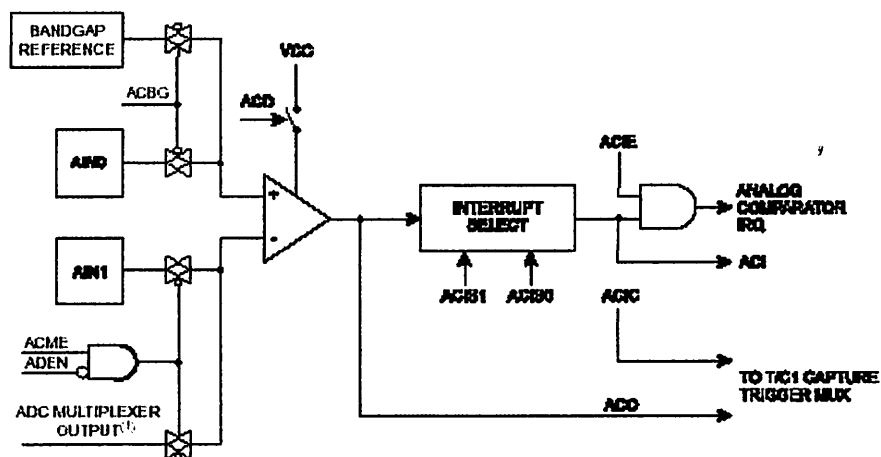 BANDGAP
REFERENCE
ACBG
VCC
ACD
AIN0
ACIE
+
-
INTERRUPT
SELECT
ANALOG
COMPARATOR
IRQ
ACI
AIN1
ACIS1 ACIS0
ACIC
ACME
ADEN
TO T/C1 CAPTURE
TRIGGER MUX
ACO
ADC MULTIPLEXER
OUTPUT(1)